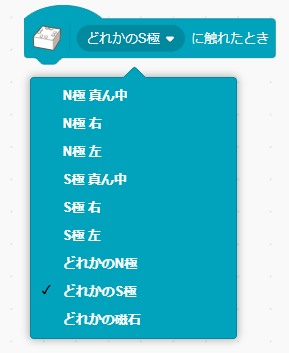 どれかのS極 に触れたとき
N極 真ん中
N極 右
N極 左
S極 真ん中
S極 右
S極 左
どれかのN極
どれかのS極
どれかの磁石